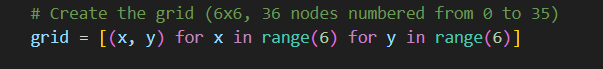 # Create the grid (6x6, 36 nodes numbered from 0 to 35)
grid = [(x, y) for x in range(6) for y in range(6)]